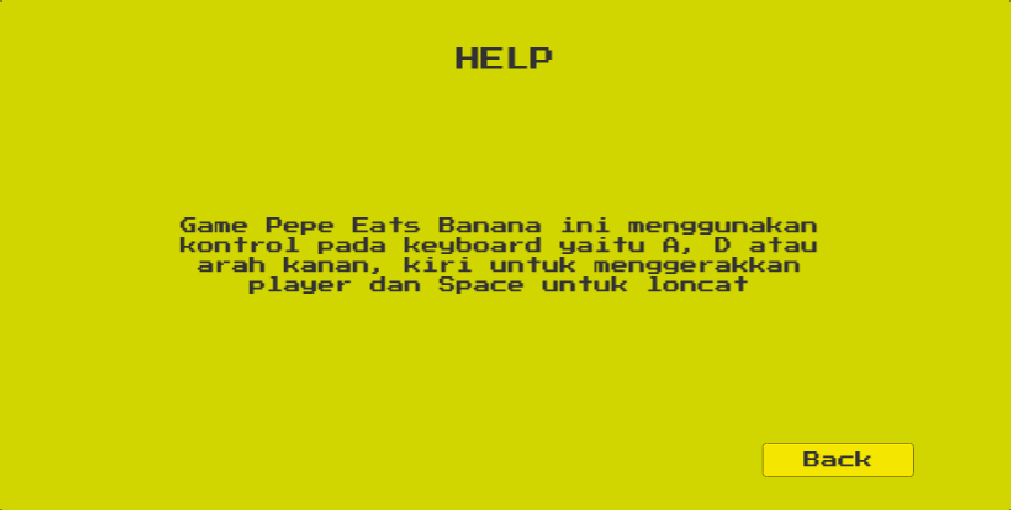 HELP
Game Pepe Eats Banana ini menggunakan
kontrol pada keyboard yaitu A, D atau
arah kanan, kiri untuk menggerakkan
player dan Space untuk loncat
Back